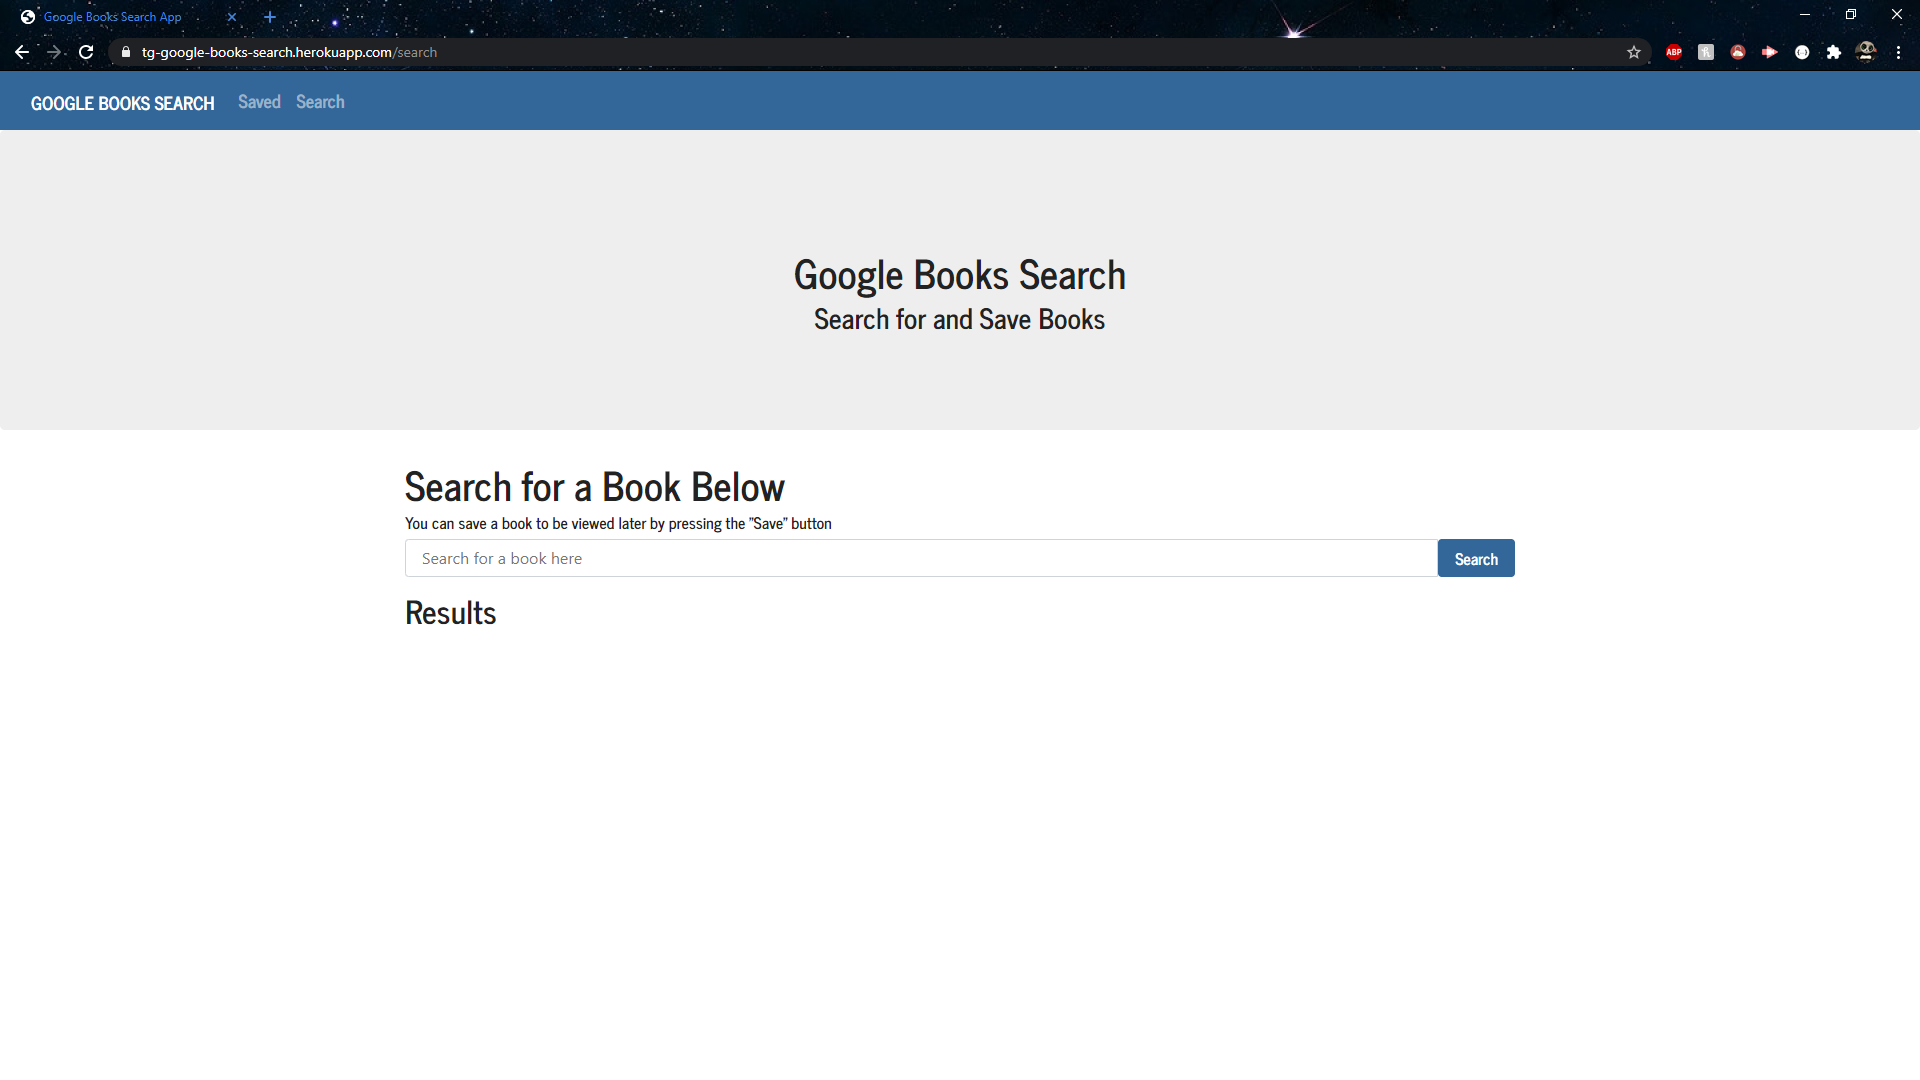 Google Books Search App
tg-google-books-search.herokuapp.com/search
ABP
GOOGLE BOOKS SEARCH Saved Search
Google Books Search
Search for and Save Books
Search for a Book Below
You can save a book to be viewed later by pressing the "Save" button
Search for a book here Search
Results